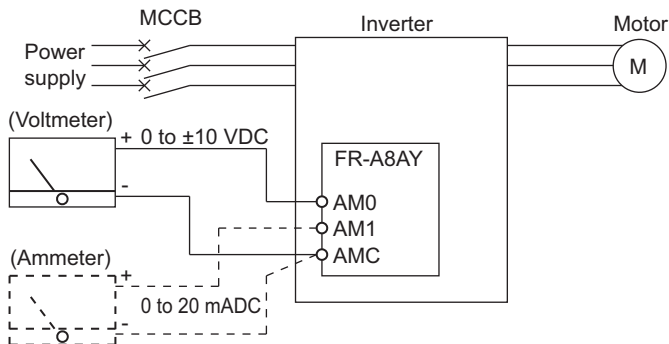 MCCB
Inverter
Motor
Power
supply
M
(Voltmeter)
+ 0 to ±10 VDC
-
FR-A8AY
AM0
AM1
AMC
(Ammeter)
+
0 to 20 mADC
-